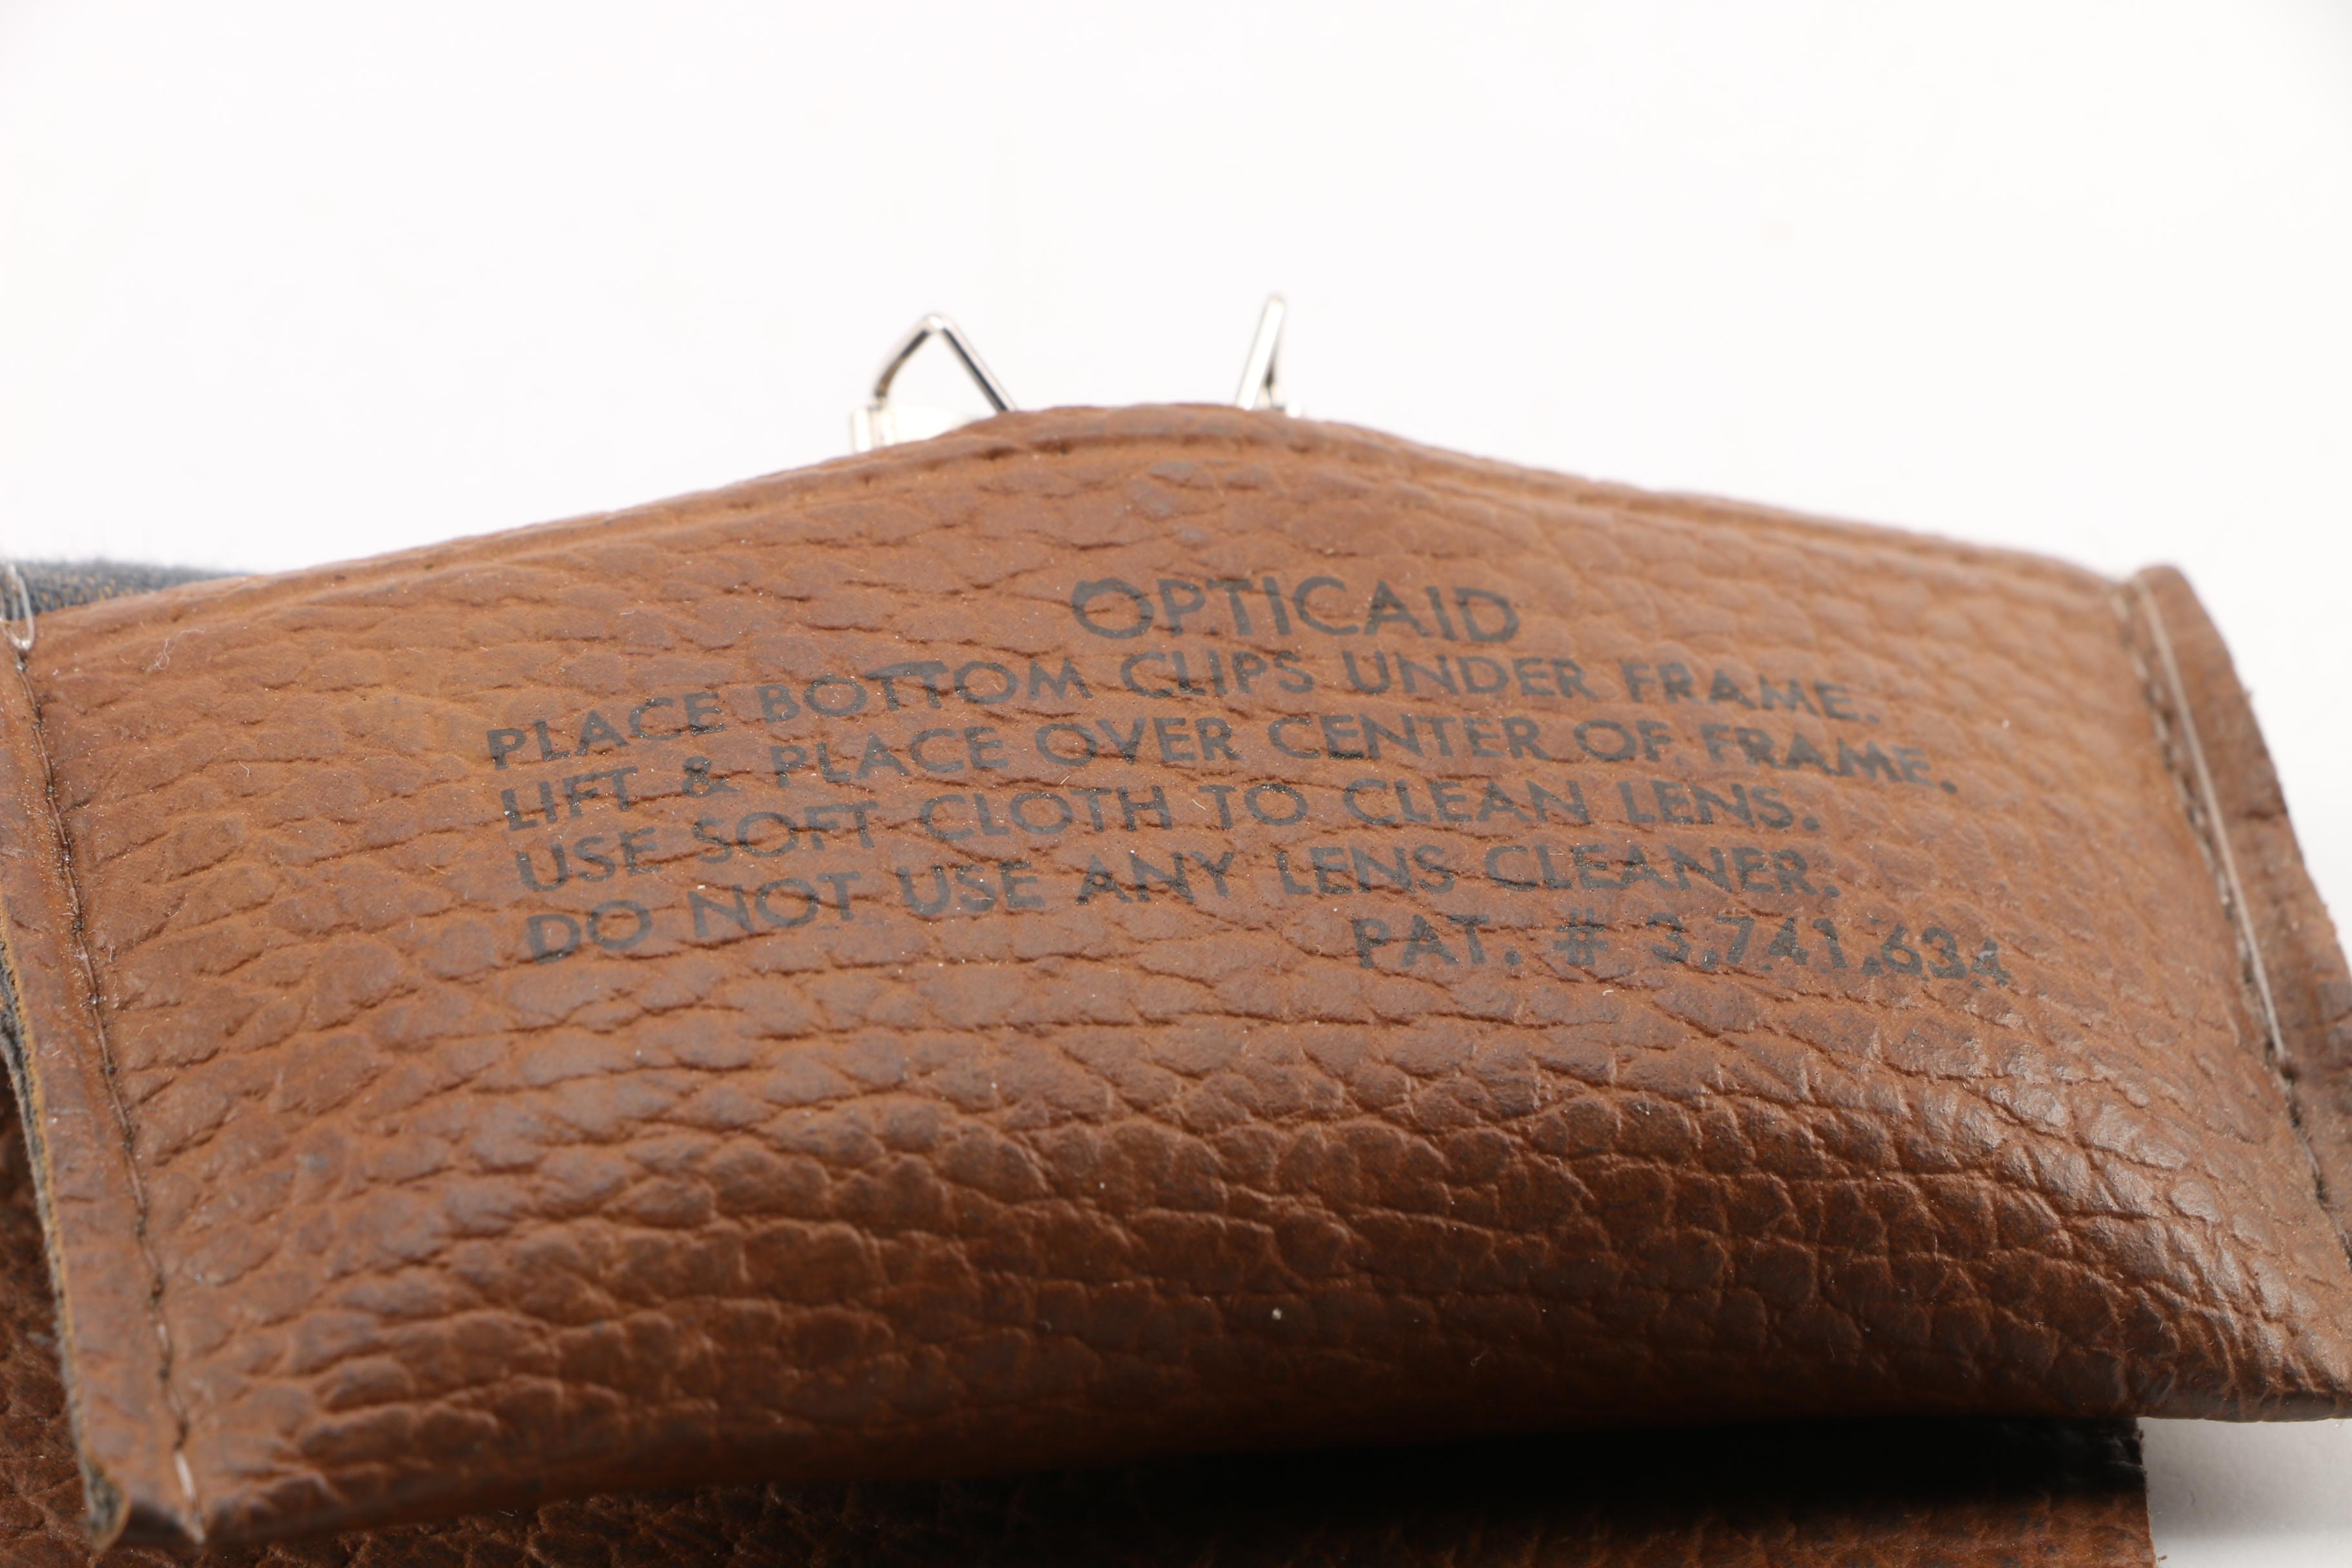 OPTICAID
PLACE BOTTOM CLIPS UNDER FRAME.
LIFT & PLACE OVER CENTER OF FRAME.
USE SOFT CLOTH TO CLEAN LENS.
DO NOT USE ANY LENS CLEANER.
PAT. # 3,741,634